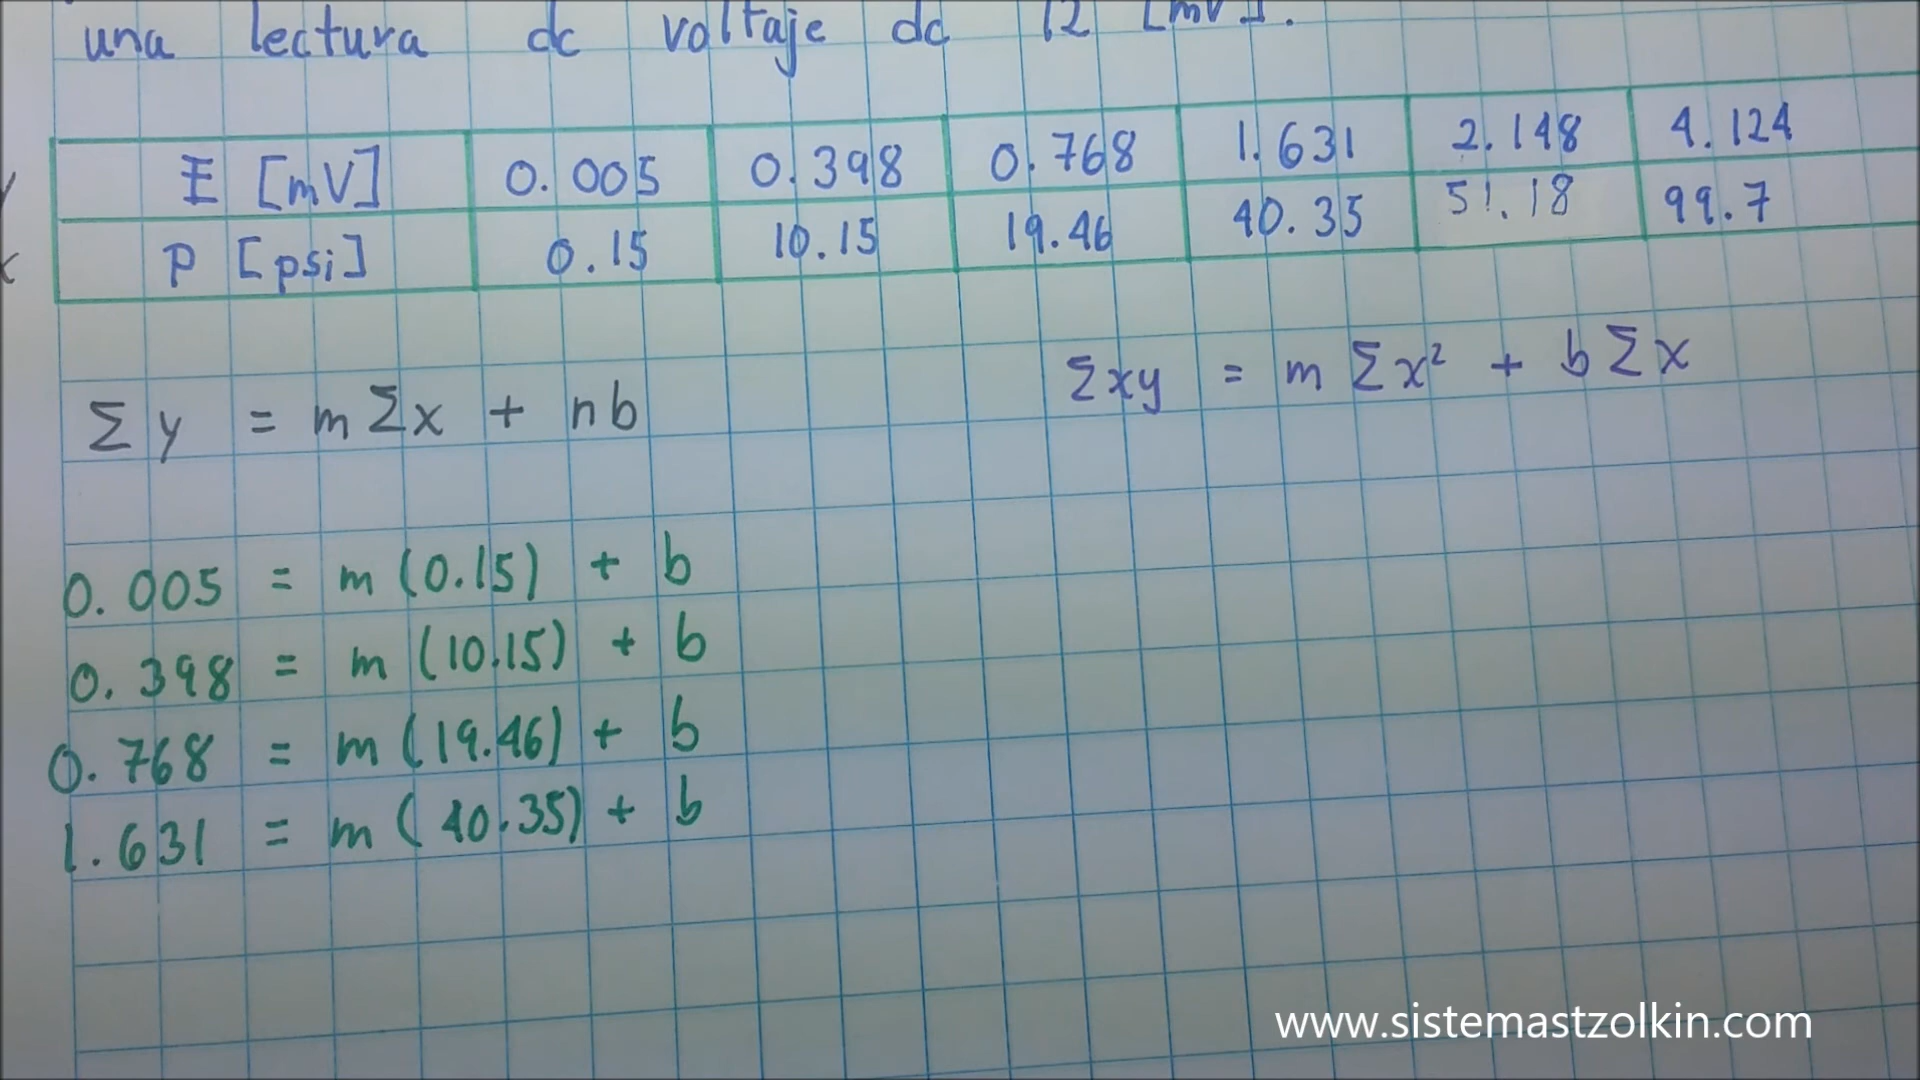 una lectura de voltaje de 12 [mV].
y E [mV] 0.005 0.398 0.768 1.631 2.148 4.124
x P [psi] 0.15 10.15 19.46 40.35 51.18 99.7
Σy = mΣx + nb
Σxy = mΣx² + bΣx
0.005 = m(0.15) + b
0.398 = m(10.15) + b
0.768 = m(19.46) + b
1.631 = m(40.35) + b
www.sistemastzolkin.com